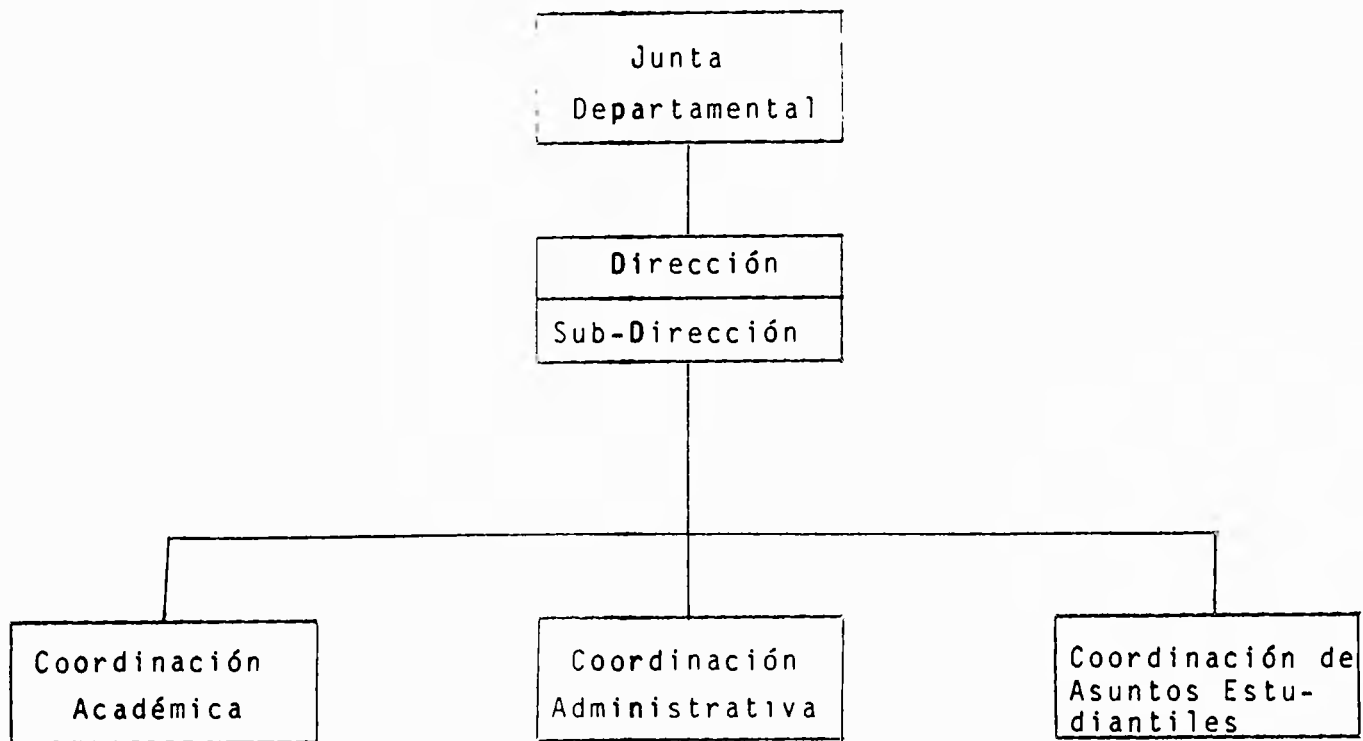 Junta
Departamental
Dirección
Sub-Dirección
Coordinación
Académica
Coordinación
Administrativa
Coordinación de
Asuntos Estu-
diantiles